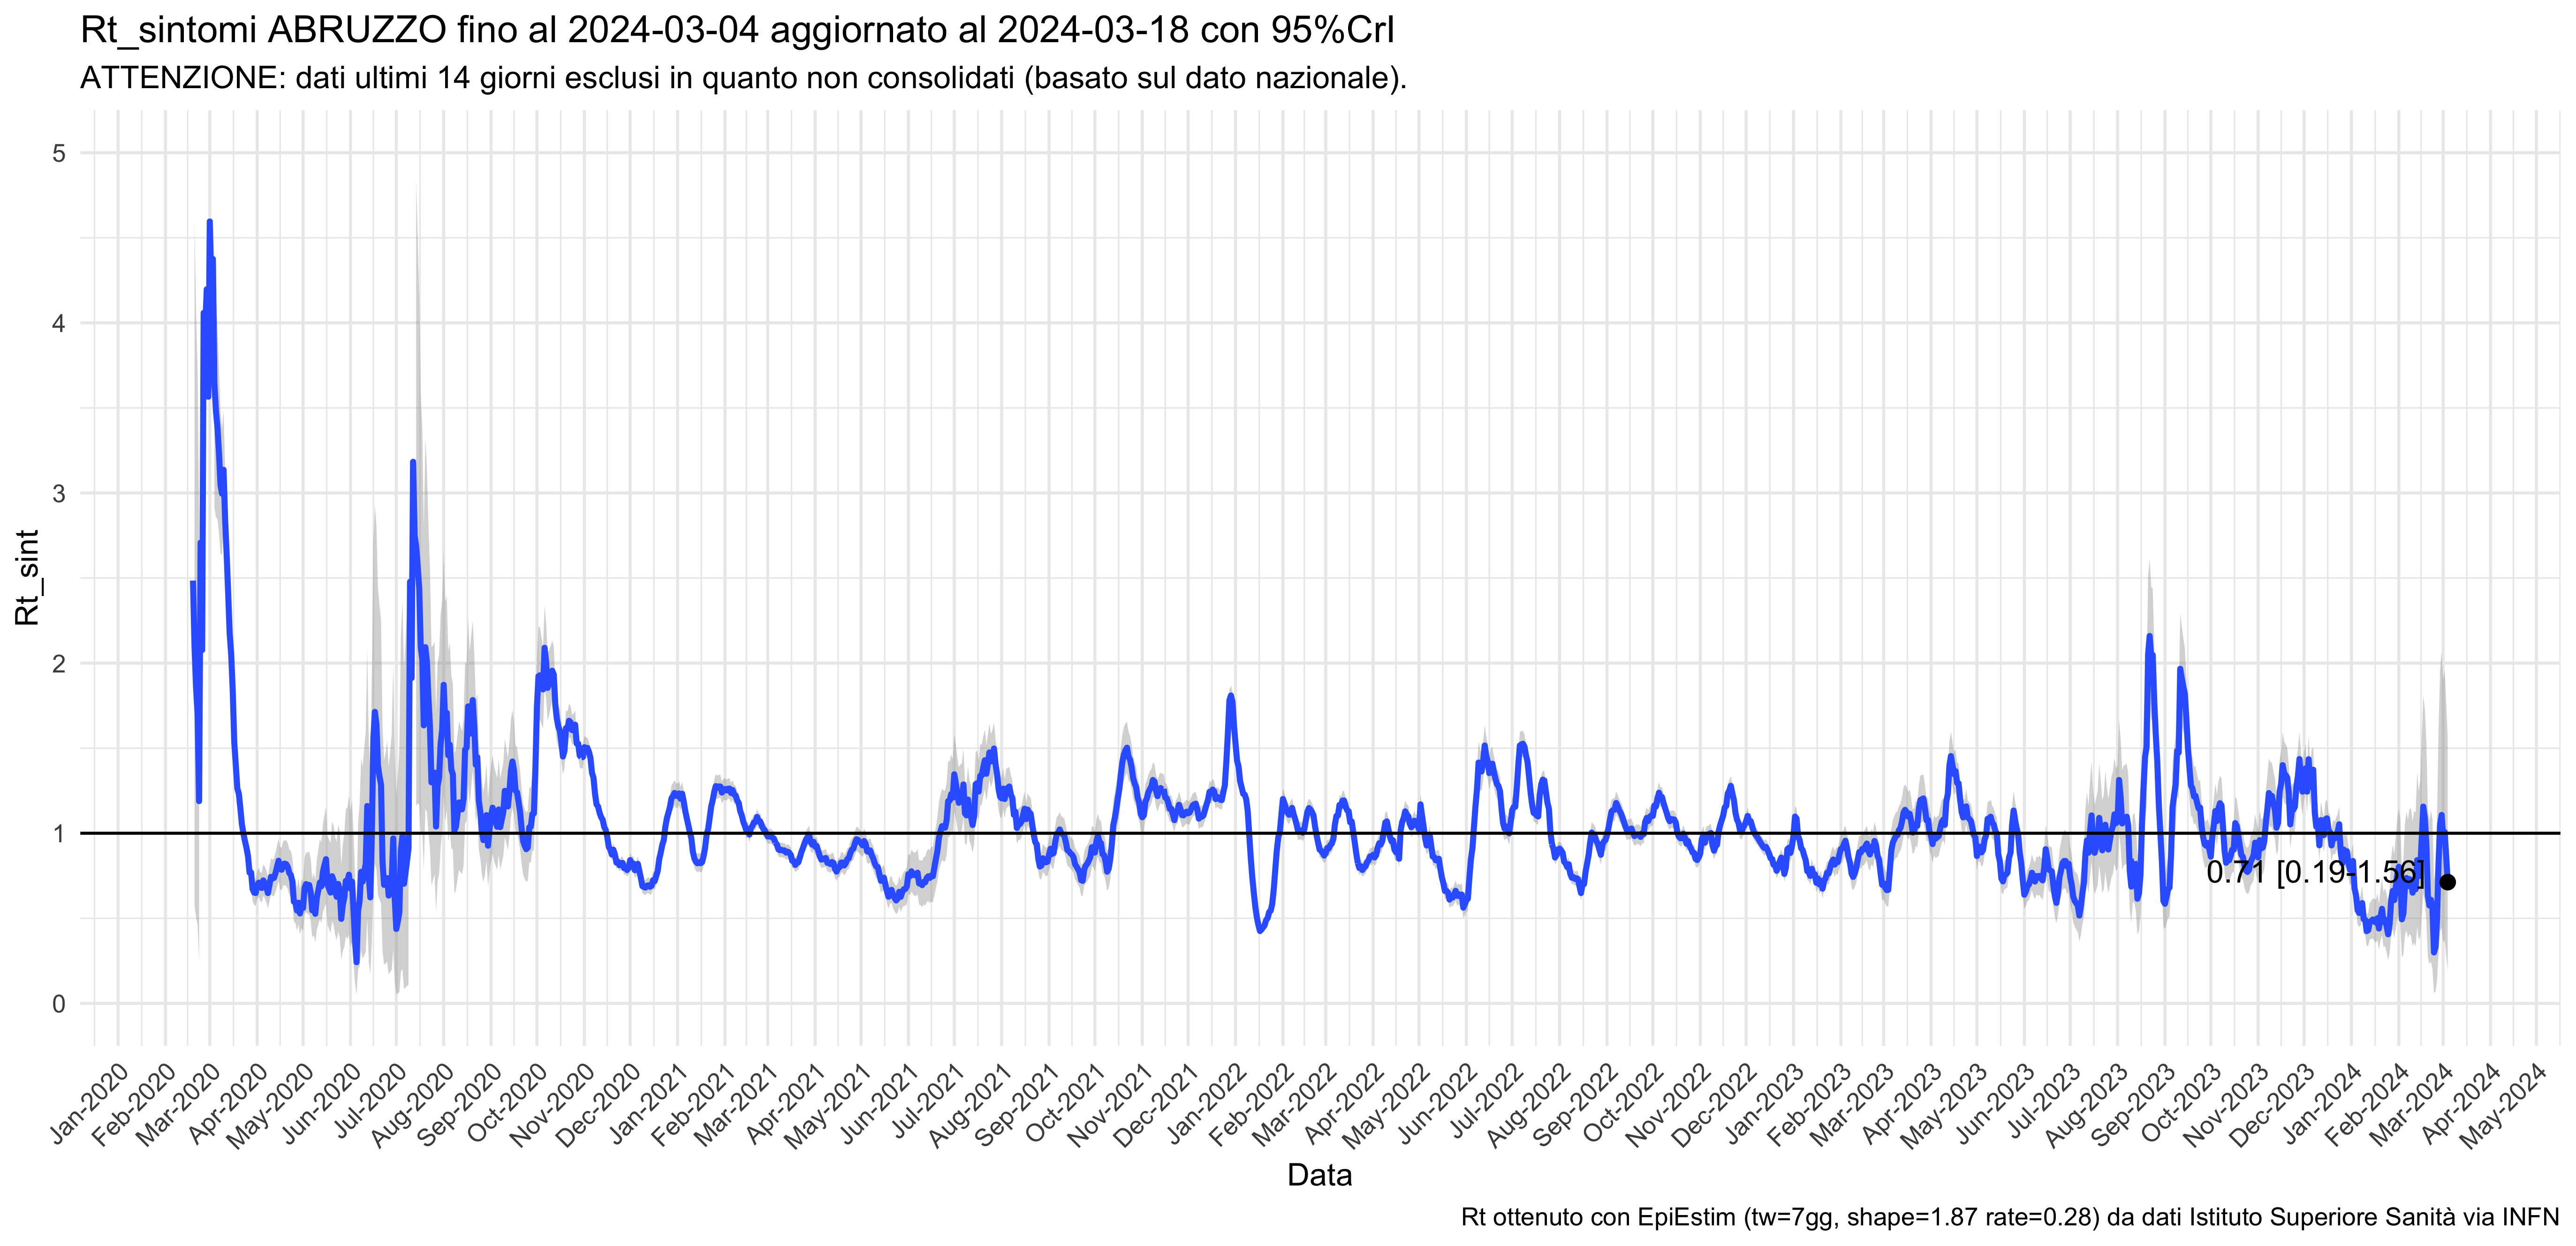 Rt_sintomi ABRUZZO fino al 2024-03-04 aggiornato al 2024-03-18 con 95%CrI
ATTENZIONE: dati ultimi 14 giorni esclusi in quanto non consolidati (basato sul dato nazionale).
5
4
3
2
1
0
Rt_sint
0.71 [0.19-1.56]
Jan-2020
Feb-2020
Mar-2020
Apr-2020
May-2020
Jun-2020
Jul-2020
Aug-2020
Sep-2020
Oct-2020
Nov-2020
Dec-2020
Jan-2021
Feb-2021
Mar-2021
Apr-2021
May-2021
Jun-2021
Jul-2021
Aug-2021
Sep-2021
Oct-2021
Nov-2021
Dec-2021
Jan-2022
Feb-2022
Mar-2022
Apr-2022
May-2022
Jun-2022
Jul-2022
Aug-2022
Sep-2022
Oct-2022
Nov-2022
Dec-2022
Jan-2023
Feb-2023
Mar-2023
Apr-2023
May-2023
Jun-2023
Jul-2023
Aug-2023
Sep-2023
Oct-2023
Nov-2023
Dec-2023
Jan-2024
Feb-2024
Mar-2024
Apr-2024
May-2024
Data
Rt ottenuto con EpiEstim (tw=7gg, shape=1.87 rate=0.28) da dati Istituto Superiore Sanità via INFN